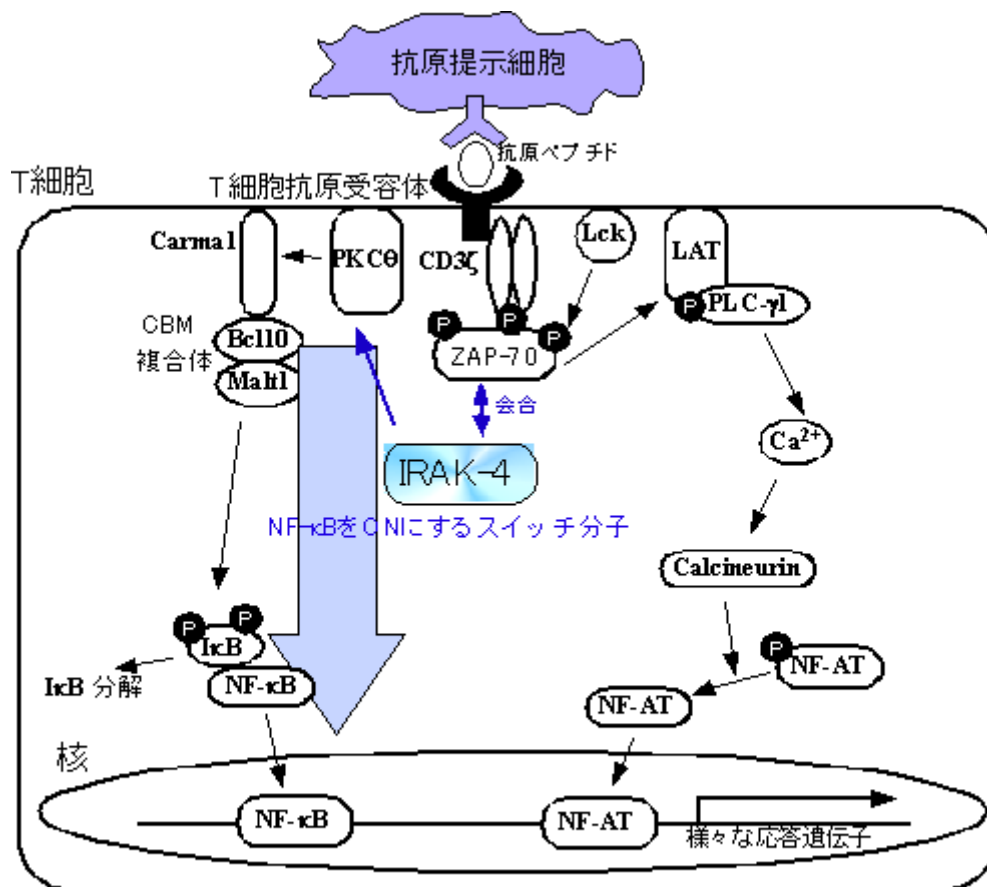 抗原提示細胞
抗原ペプチド
T細胞
T細胞抗原受容体
Carma1
PKCθ
CD3ζ
Lck
LAT
P
PLC-γ1
P
P
P
ZAP-70
CBM
複合体
Bcl10
Malt1
会合
Ca2+
IRAK-4
NF-κBをONにするスイッチ分子
Calcineurin
P
P
IκB
P
NF-AT
IκB 分解
NF-κB
NF-AT
核
NF-κB
NF-AT
様々な応答遺伝子